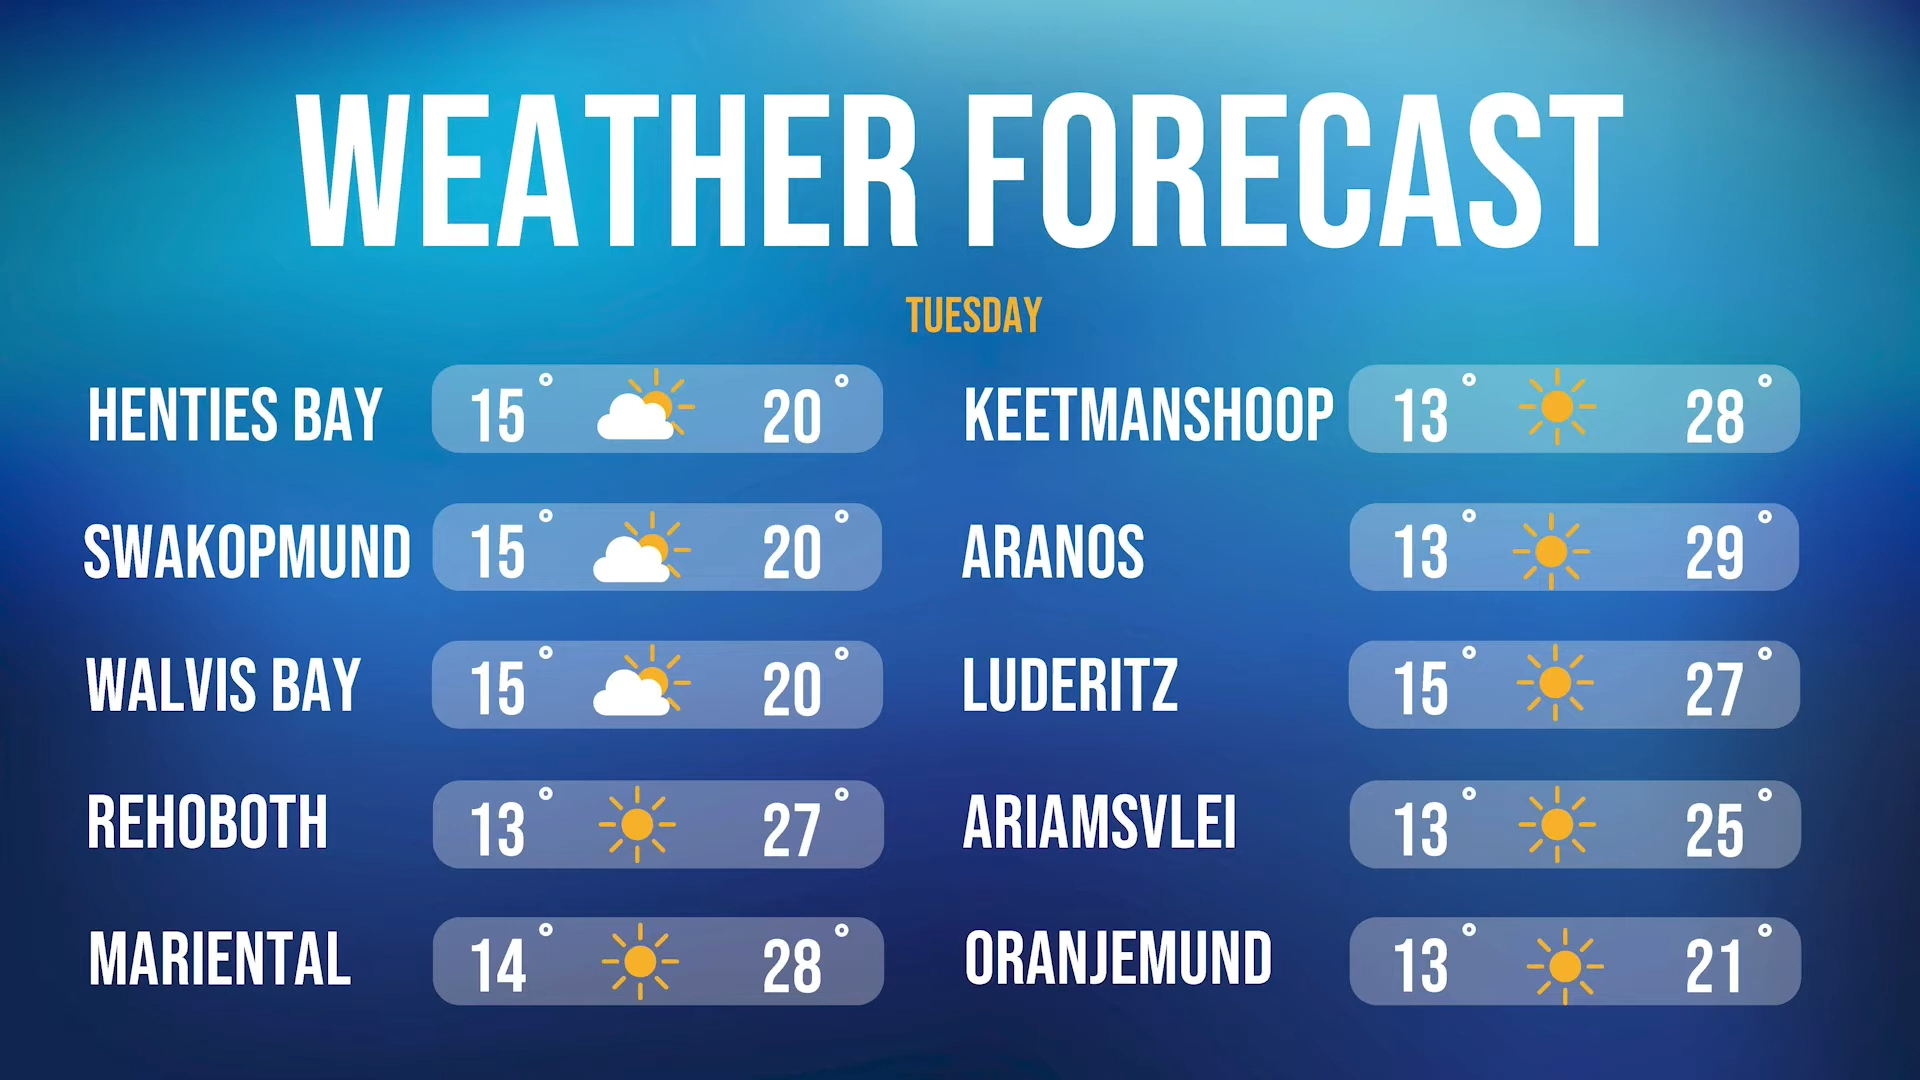 WEATHER FORECAST
TUESDAY
HENTIES BAY 15° 20°
SWAKOPMUND 15° 20°
WALVIS BAY 15° 20°
REHOBOTH 13° 27°
MARIENTAL 14° 28°
KEETMANSHOOP 13° 28°
ARANOS 13° 29°
LUDERITZ 15° 27°
ARIAMSVLEI 13° 25°
ORANJEMUND 13° 21°